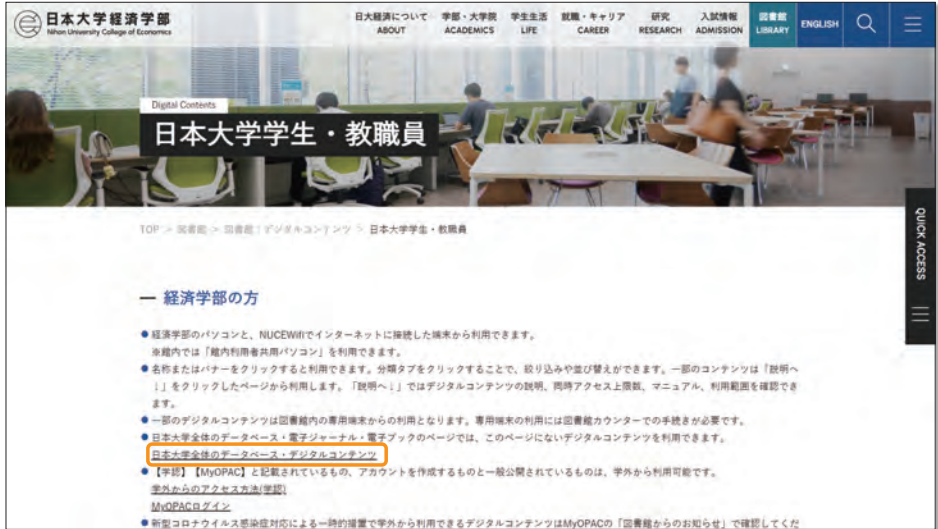 日本大学経済学部
Nihon University College of Economics
日大経済について 学部・大学院 学生生活 就職・キャリア 研究 入試情報 図書館
ABOUT ACADEMICS LIFE CAREER RESEARCH ADMISSION LIBRARY ENGLISH
Digital Contents
日本大学学生・教職員
QUICK ACCESS
TOP > 図書館 > 図書館：デジタルコンテンツ > 日本大学学生・教職員
経済学部の方
●経済学部のパソコンと、NUCEWifiでインターネットに接続した端末から利用できます。
※館内では「館内利用者共用パソコン」を利用できます。
●名称またはバナーをクリックすると利用できます。分類タブをクリックすることで、絞り込みや並び替えができます。一部のコンテンツは「説明へ
↓」をクリックしたページから利用します。「説明へ↓」ではデジタルコンテンツの説明、同時アクセス上限数、マニュアル、利用範囲を確認でき
ます。
●一部のデジタルコンテンツは図書館内の専用端末からの利用となります。専用端末の利用には図書館カウンターでの手続きが必要です。
●日本大学全体のデータベース・電子ジャーナル・電子ブックのページでは、このページにないデジタルコンテンツを利用できます。
日本大学全体のデータベース・デジタルコンテンツ
●【学認】【MyOPAC】と記載されているもの、アカウントを作成するものと一般公開されているものは、学外から利用可能です。
学外からのアクセス方法(学認)
MyOPACログイン
●新型コロナウイルス感染症対応による一時的措置で学外から利用できるデジタルコンテンツはMyOPACの「図書館からのお知らせ」で確認してくだ